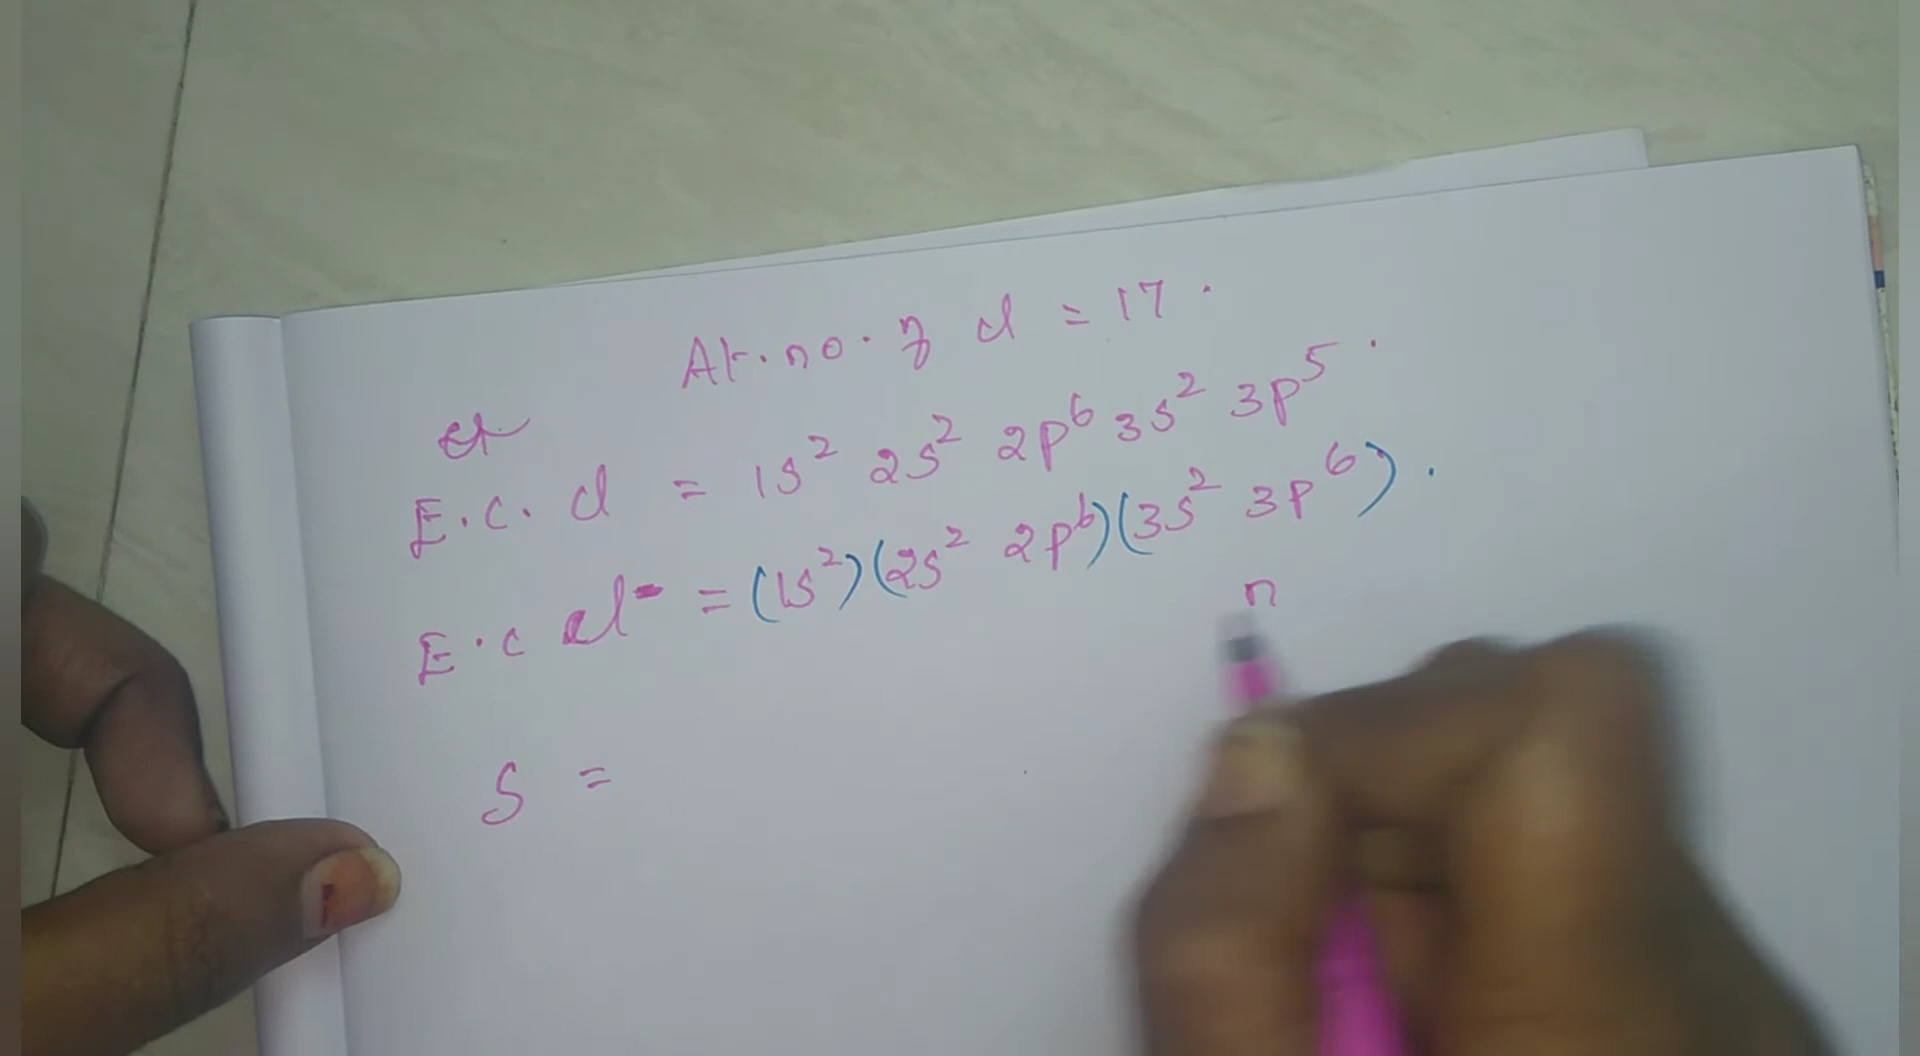 At. no. of Cl = 17.
E.C. Cl = 1s² 2s² 2p⁶ 3s² 3p⁵.
E.C Cl⁻ = (1s²)(2s² 2p⁶)(3s² 3p⁶).
n
S =